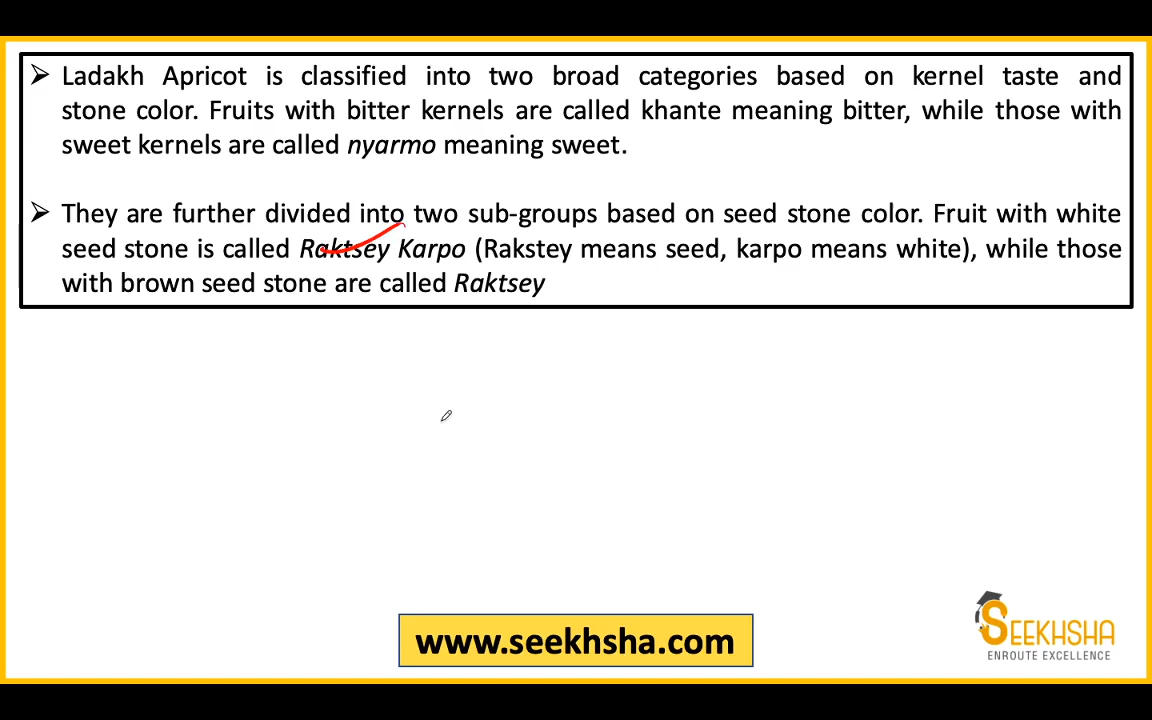 ➢ Ladakh Apricot is classified into two broad categories based on kernel taste and
stone color. Fruits with bitter kernels are called khante meaning bitter, while those with
sweet kernels are called nyarmo meaning sweet.
➢ They are further divided into two sub-groups based on seed stone color. Fruit with white
seed stone is called Raktsey Karpo (Rakstey means seed, karpo means white), while those
with brown seed stone are called Raktsey
www.seekhsha.com
SEEKHSHA
ENROUTE EXCELLENCE